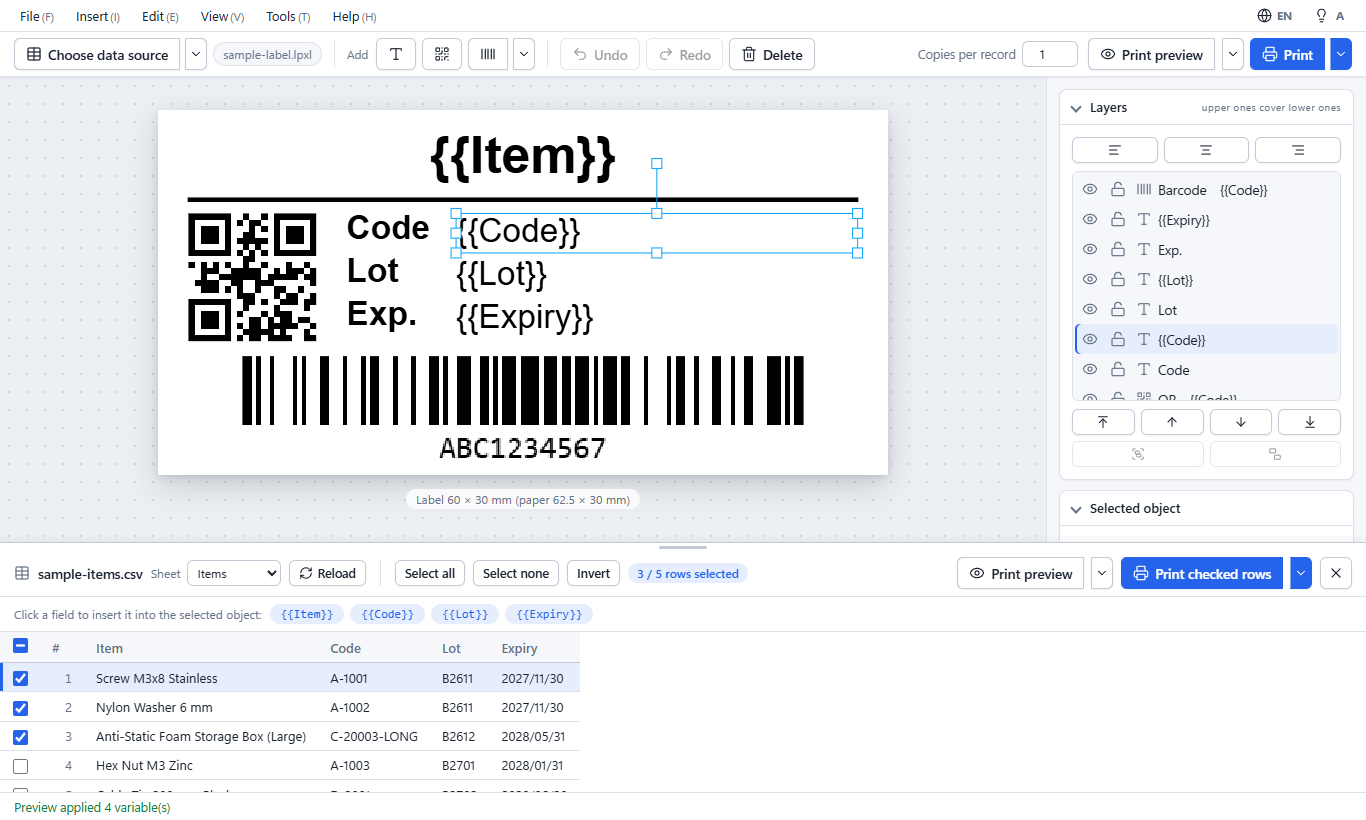 File (F) Insert (I) Edit (E) View (V) Tools (T) Help (H) EN A
Choose data source sample-label.lpxl Add Undo Redo Delete Copies per record 1 Print preview Print
Layers upper ones cover lower ones
Barcode {{Code}}
{{Expiry}}
Exp.
{{Lot}}
Lot
{{Code}}
Code
QR {{Code}}
Selected object
{{Item}}
Code {{Code}}
Lot {{Lot}}
Exp. {{Expiry}}
ABC1234567
Label 60 × 30 mm (paper 62.5 × 30 mm)
sample-items.csv Sheet Items Reload Select all Select none Invert 3 / 5 rows selected Print preview Print checked rows
Click a field to insert it into the selected object: {{Item}} {{Code}} {{Lot}} {{Expiry}}
# Item Code Lot Expiry
1 Screw M3x8 Stainless A-1001 B2611 2027/11/30
2 Nylon Washer 6 mm A-1002 B2611 2027/11/30
3 Anti-Static Foam Storage Box (Large) C-20003-LONG B2612 2028/05/31
4 Hex Nut M3 Zinc A-1003 B2701 2028/01/31
Preview applied 4 variable(s)